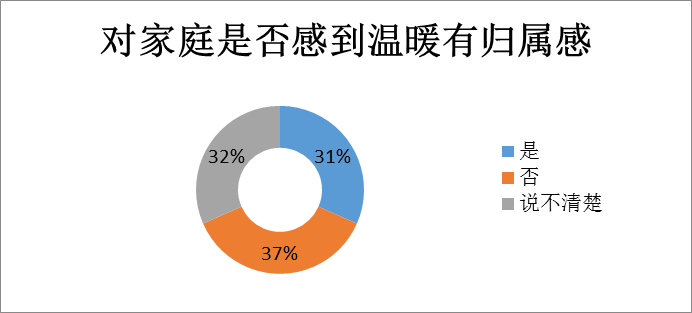 对家庭是否感到温暖有归属感
32%
31%
37%
是
否
说不清楚